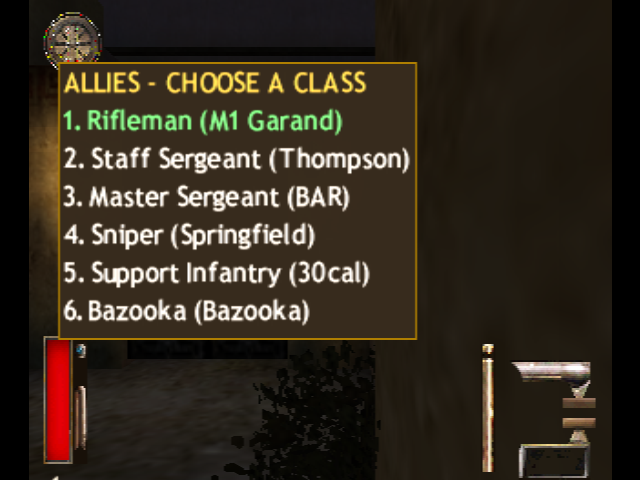 ALLIES - CHOOSE A CLASS
1. Rifleman (M1 Garand)
2. Staff Sergeant (Thompson)
3. Master Sergeant (BAR)
4. Sniper (Springfield)
5. Support Infantry (30cal)
6. Bazooka (Bazooka)